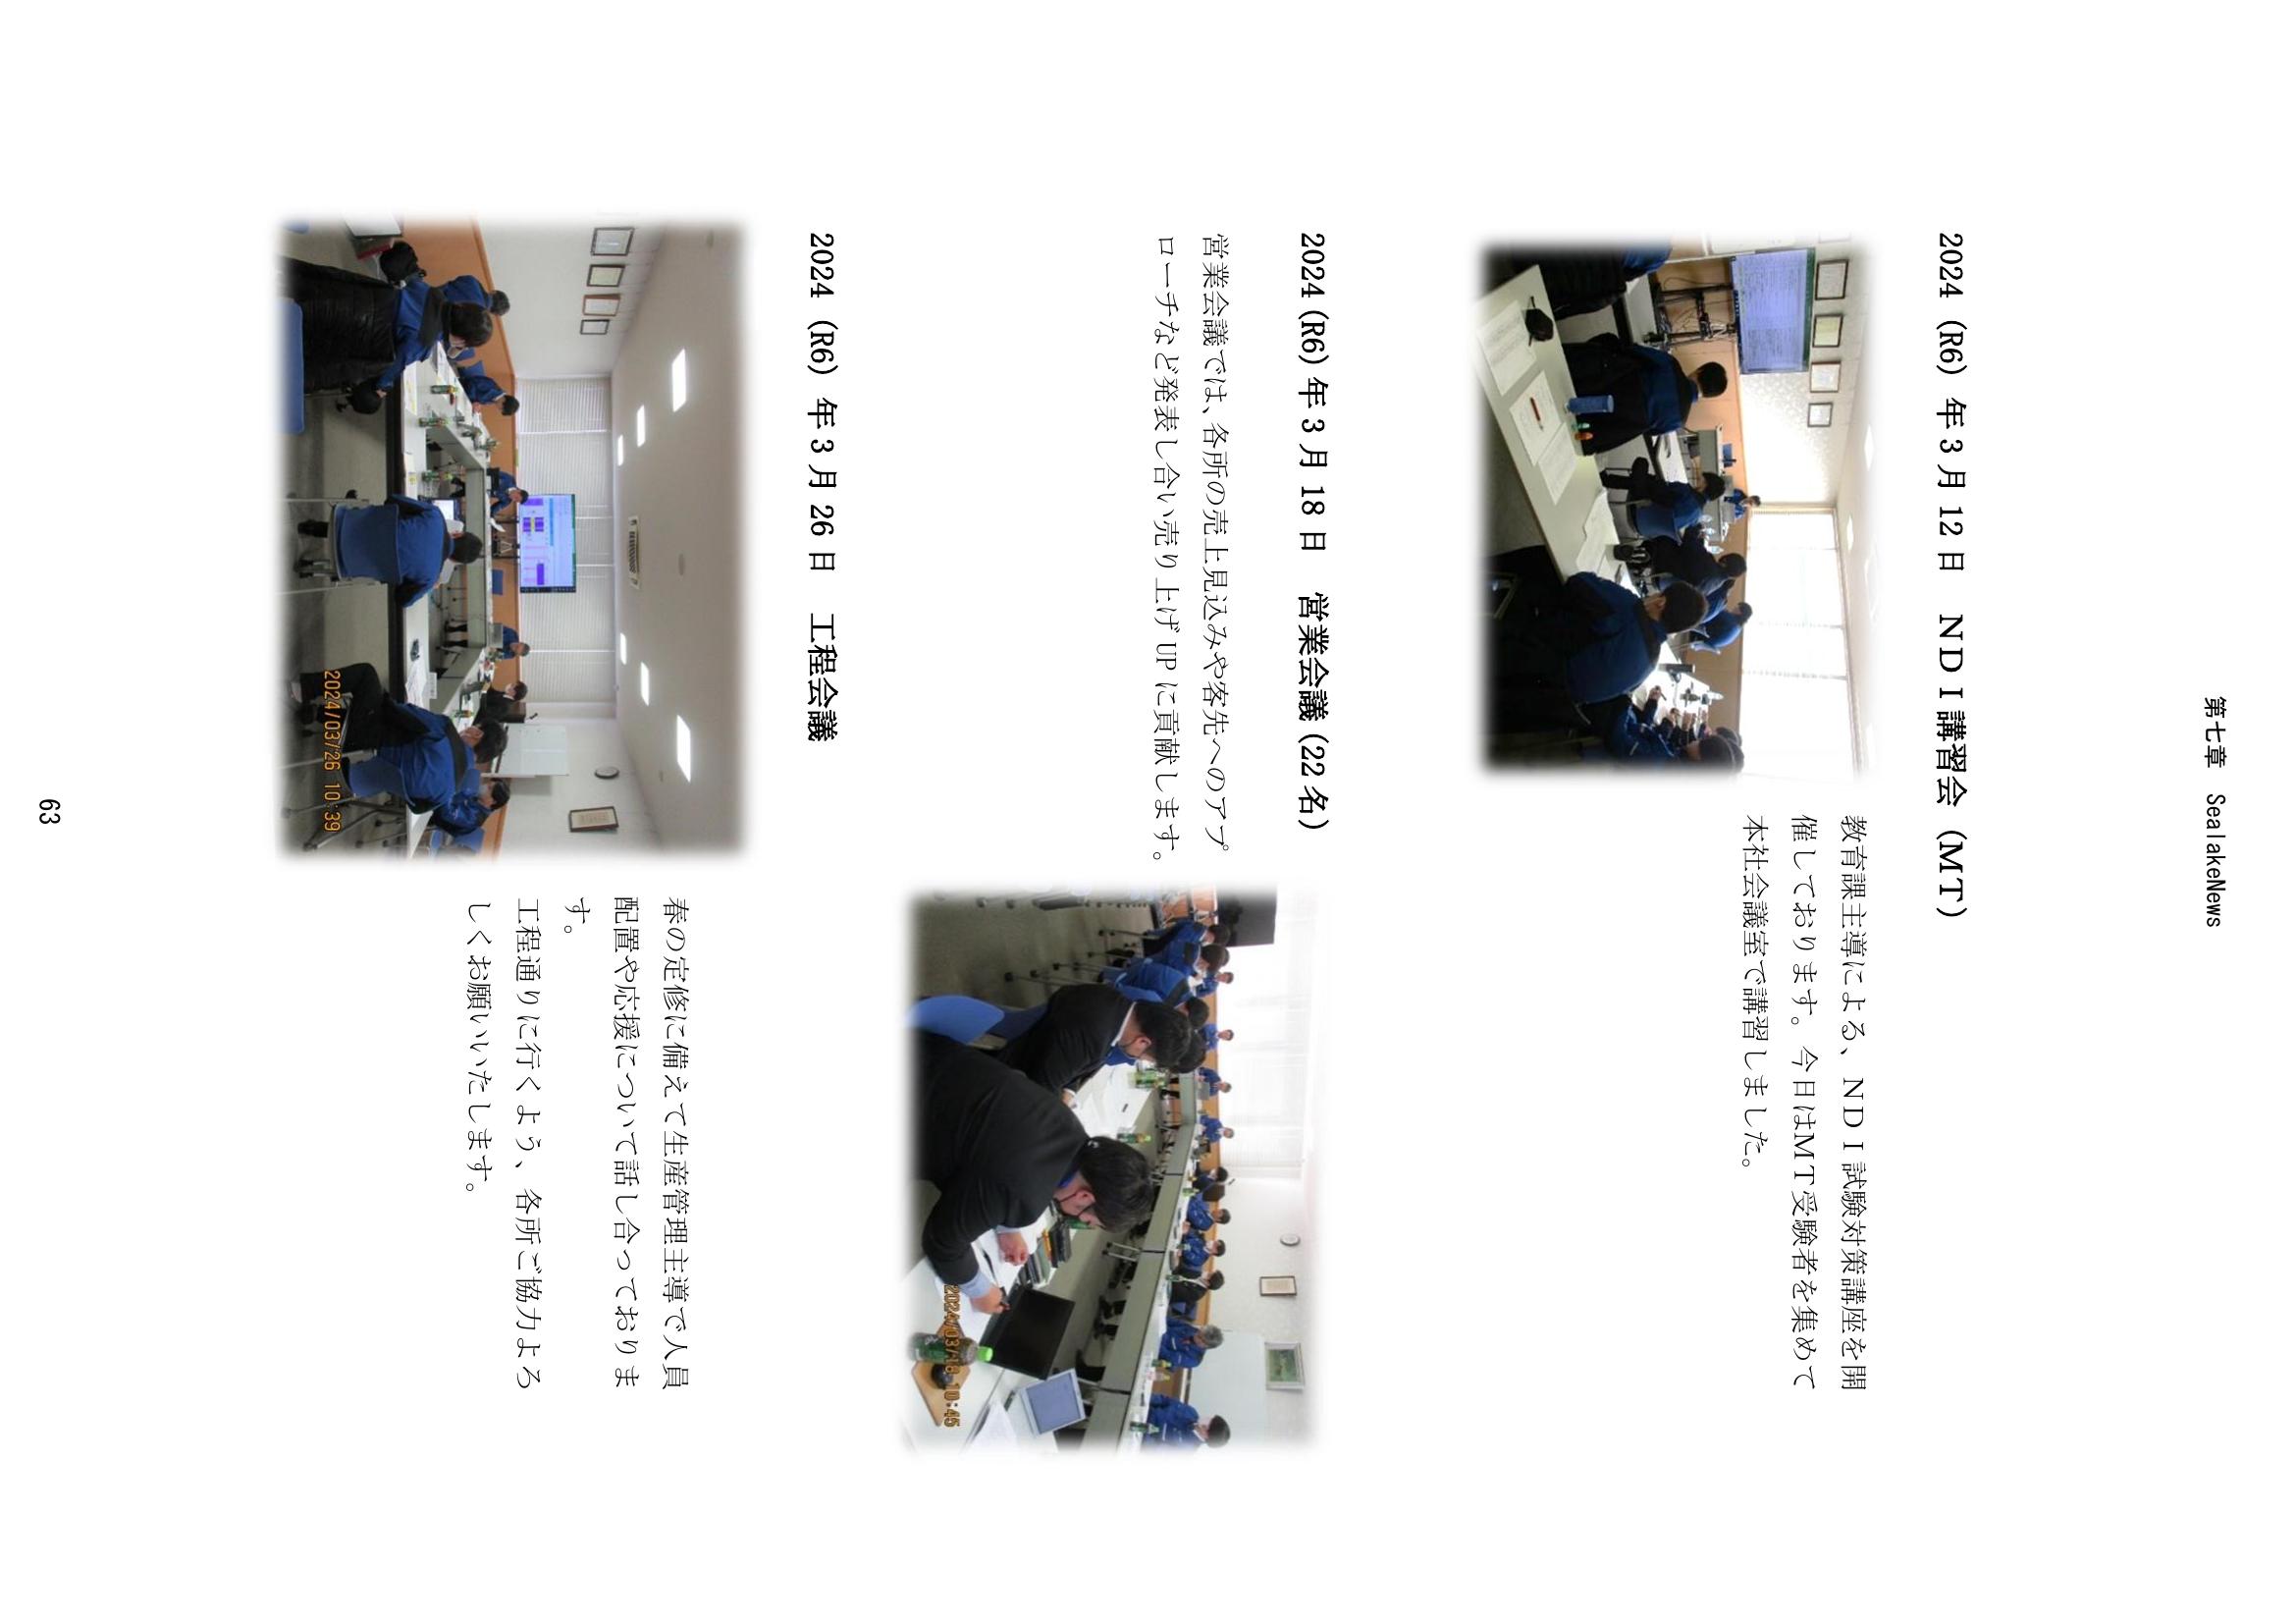 第七章　SealakeNews
2024（R6）年3月12日　ＮＤＩ講習会（ＭＴ）
教育課主導による、ＮＤＩ試験対策講座を開
催しております。今日はＭＴ受験者を集めて
本社会議室で講習しました。
2024(R6)年3月18日　営業会議(22名)
営業会議では、各所の売上見込みや客先へのアプ
ローチなど発表し合い売り上げUPに貢献します。
2024/03/18 10:45
2024（R6）年3月26日　工程会議
2024/03/26 10:39
春の定修に備えて生産管理主導で人員
配置や応援について話し合っておりま
す。
工程通りに行くよう、各所ご協力よろ
しくお願いいたします。
63